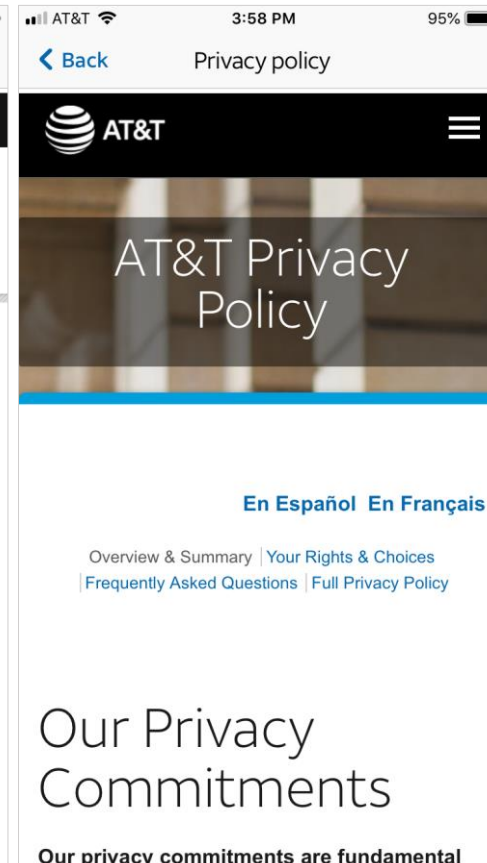 AT&T 3:58 PM 95%
Back Privacy policy
AT&T
AT&T Privacy
Policy
En Español En Français
Overview & Summary | Your Rights & Choices
| Frequently Asked Questions | Full Privacy Policy
Our Privacy
Commitments
Our privacy commitments are fundamental